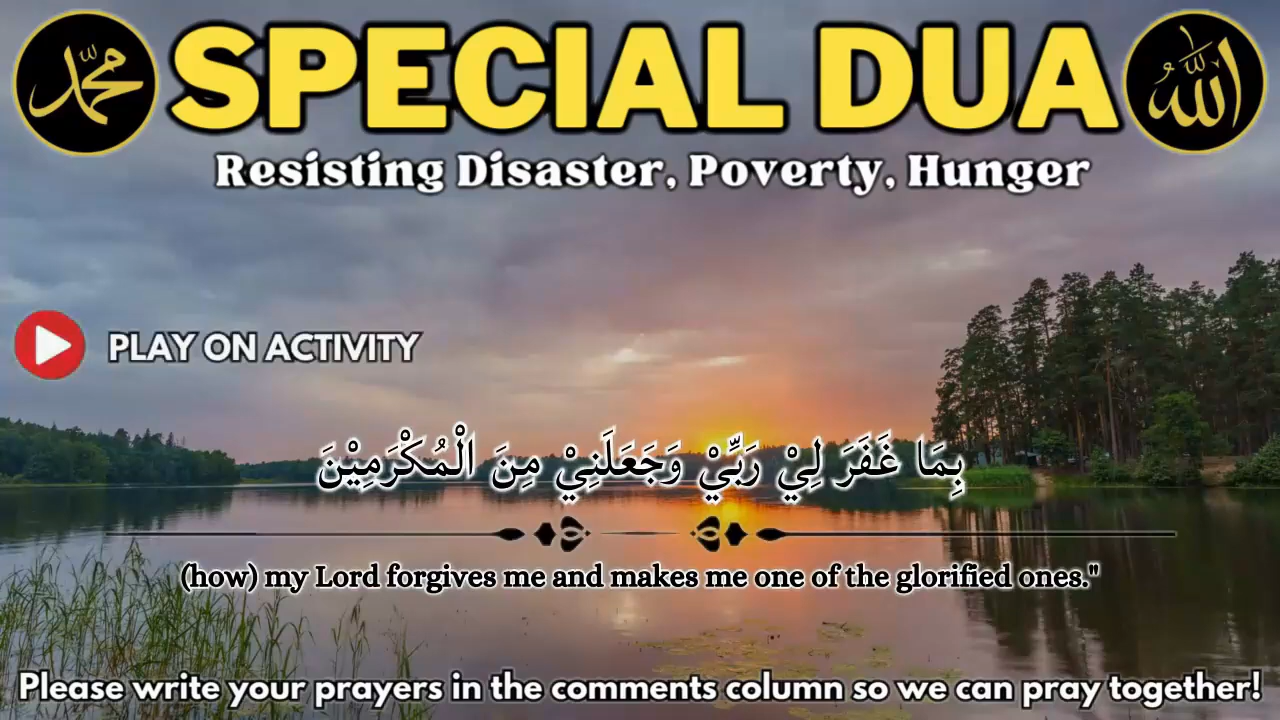 محمد
SPECIAL DUA
الله
Resisting Disaster, Poverty, Hunger
PLAY ON ACTIVITY
بِمَا غَفَرَ لِيْ رَبِّيْ وَجَعَلَنِيْ مِنَ الْمُكْرَمِيْنَ
(how) my Lord forgives me and makes me one of the glorified ones."
Please write your prayers in the comments column so we can pray together!